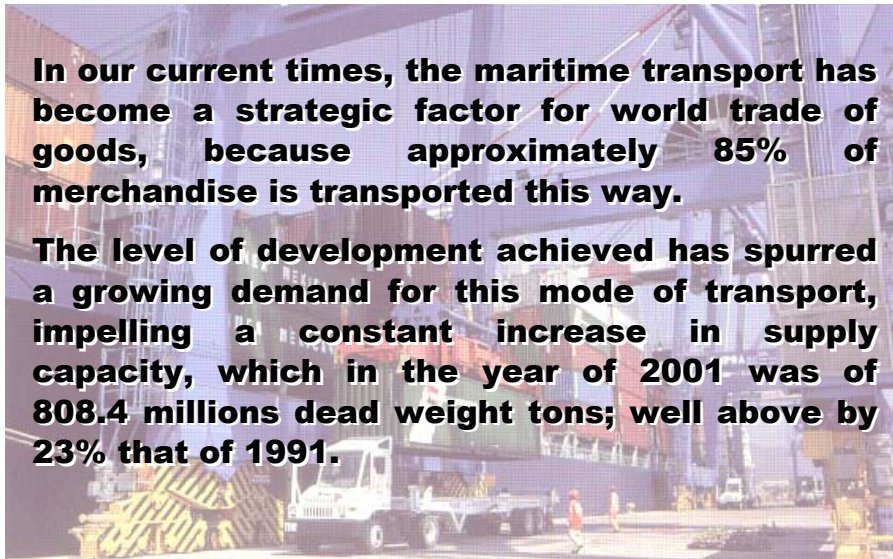 In our current times, the maritime transport has
become a strategic factor for world trade of
goods, because approximately 85% of
merchandise is transported this way.
The level of development achieved has spurred
a growing demand for this mode of transport,
impelling a constant increase in supply
capacity, which in the year of 2001 was of
808.4 millions dead weight tons; well above by
23% that of 1991.